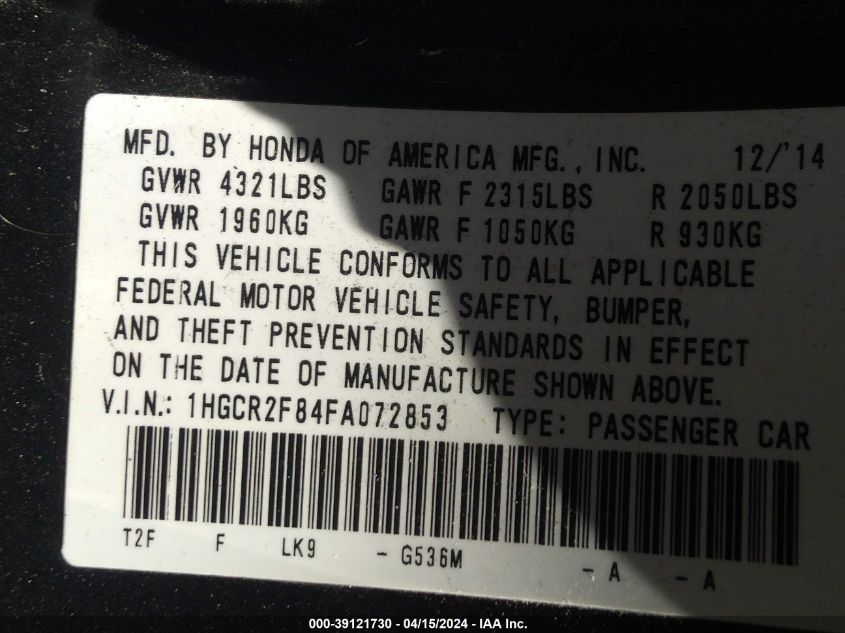 MFD. BY HONDA OF AMERICA MFG., INC. 12/'14
GVWR 4321LBS GAWR F 2315LBS R 2050LBS
GVWR 1960KG GAWR F 1050KG R 930KG
THIS VEHICLE CONFORMS TO ALL APPLICABLE
FEDERAL MOTOR VEHICLE SAFETY, BUMPER,
AND THEFT PREVENTION STANDARDS IN EFFECT
ON THE DATE OF MANUFACTURE SHOWN ABOVE.
V.I.N.: 1HGCR2F84FA072853 TYPE: PASSENGER CAR
T2F F LK9 - G536M - A - A
000-39121730 - 04/15/2024 - IAA Inc.